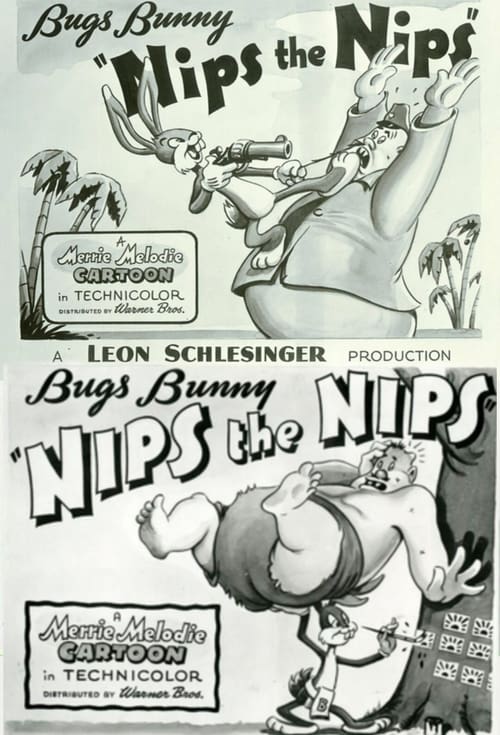 Bugs Bunny
"Nips the Nips"
A
Merrie Melodie
CARTOON
in TECHNICOLOR
DISTRIBUTED BY Warner Bros.
A LEON SCHLESINGER PRODUCTION
Bugs Bunny
"NIPS the NIPS"
A
Merrie Melodie
CARTOON
in TECHNICOLOR
DISTRIBUTED BY Warner Bros.
B